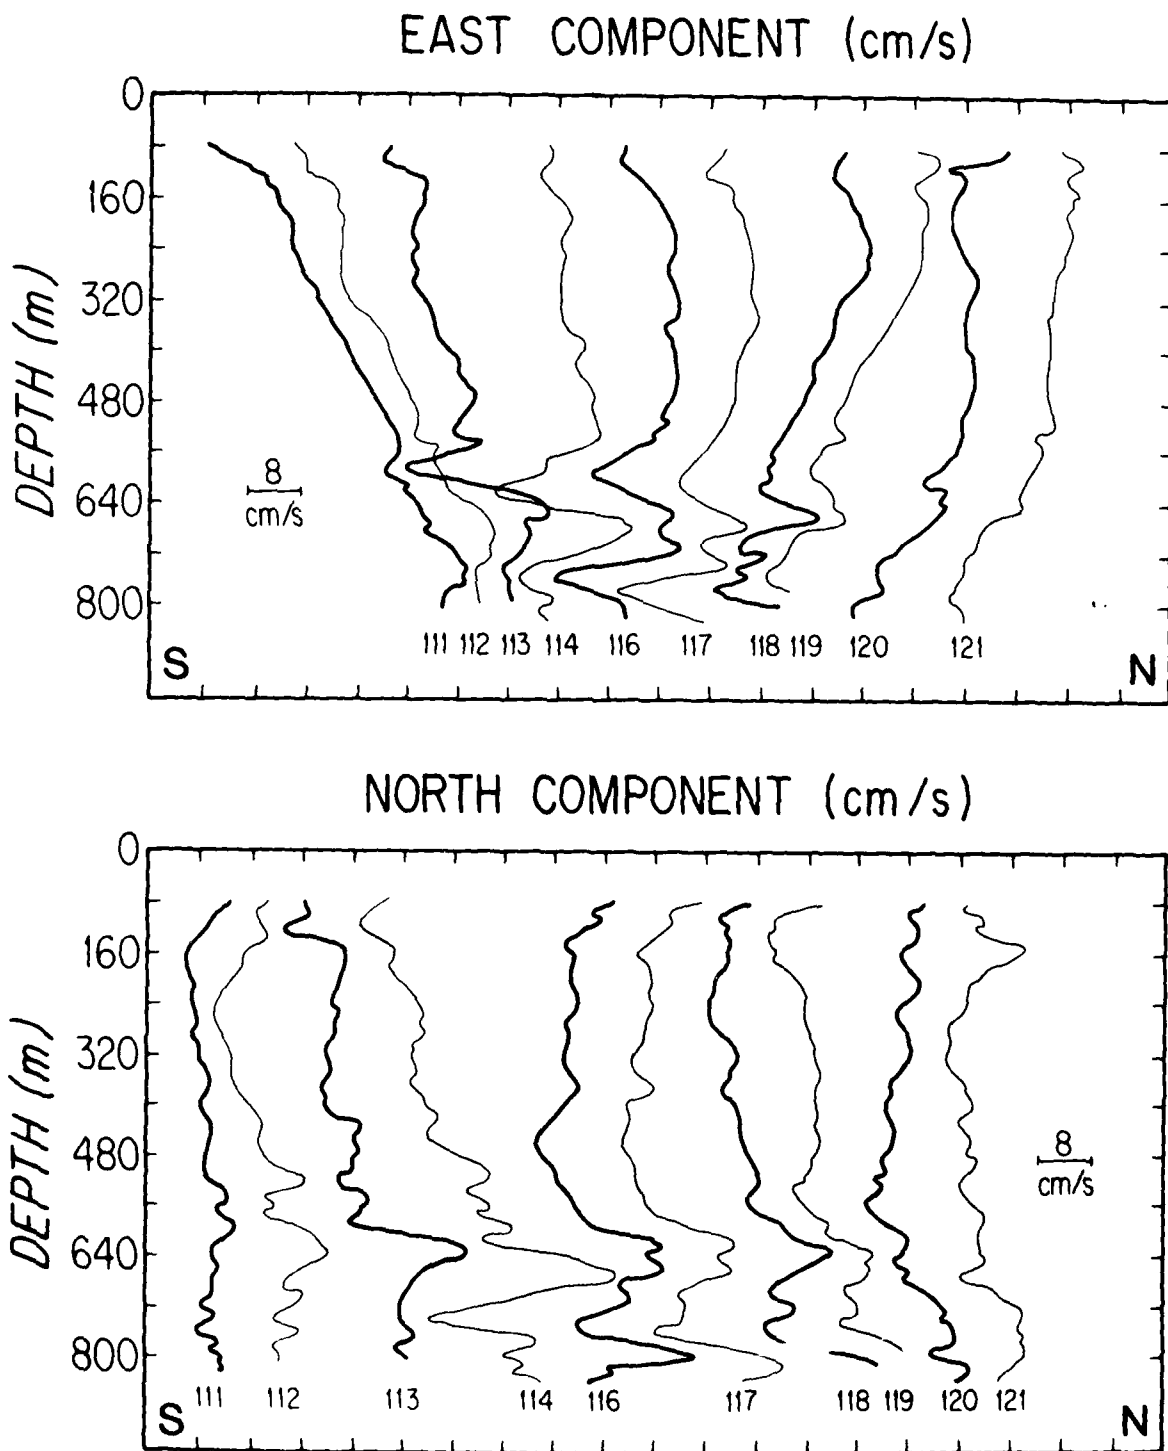 EAST COMPONENT (cm/s)
0
160
320
480
640
800
DEPTH (m)
8
cm/s
111 112 113 114 116 117 118 119 120 121
S N
NORTH COMPONENT (cm/s)
0
160
320
480
640
800
DEPTH (m)
8
cm/s
111 112 113 114 116 117 118 119 120 121
S N